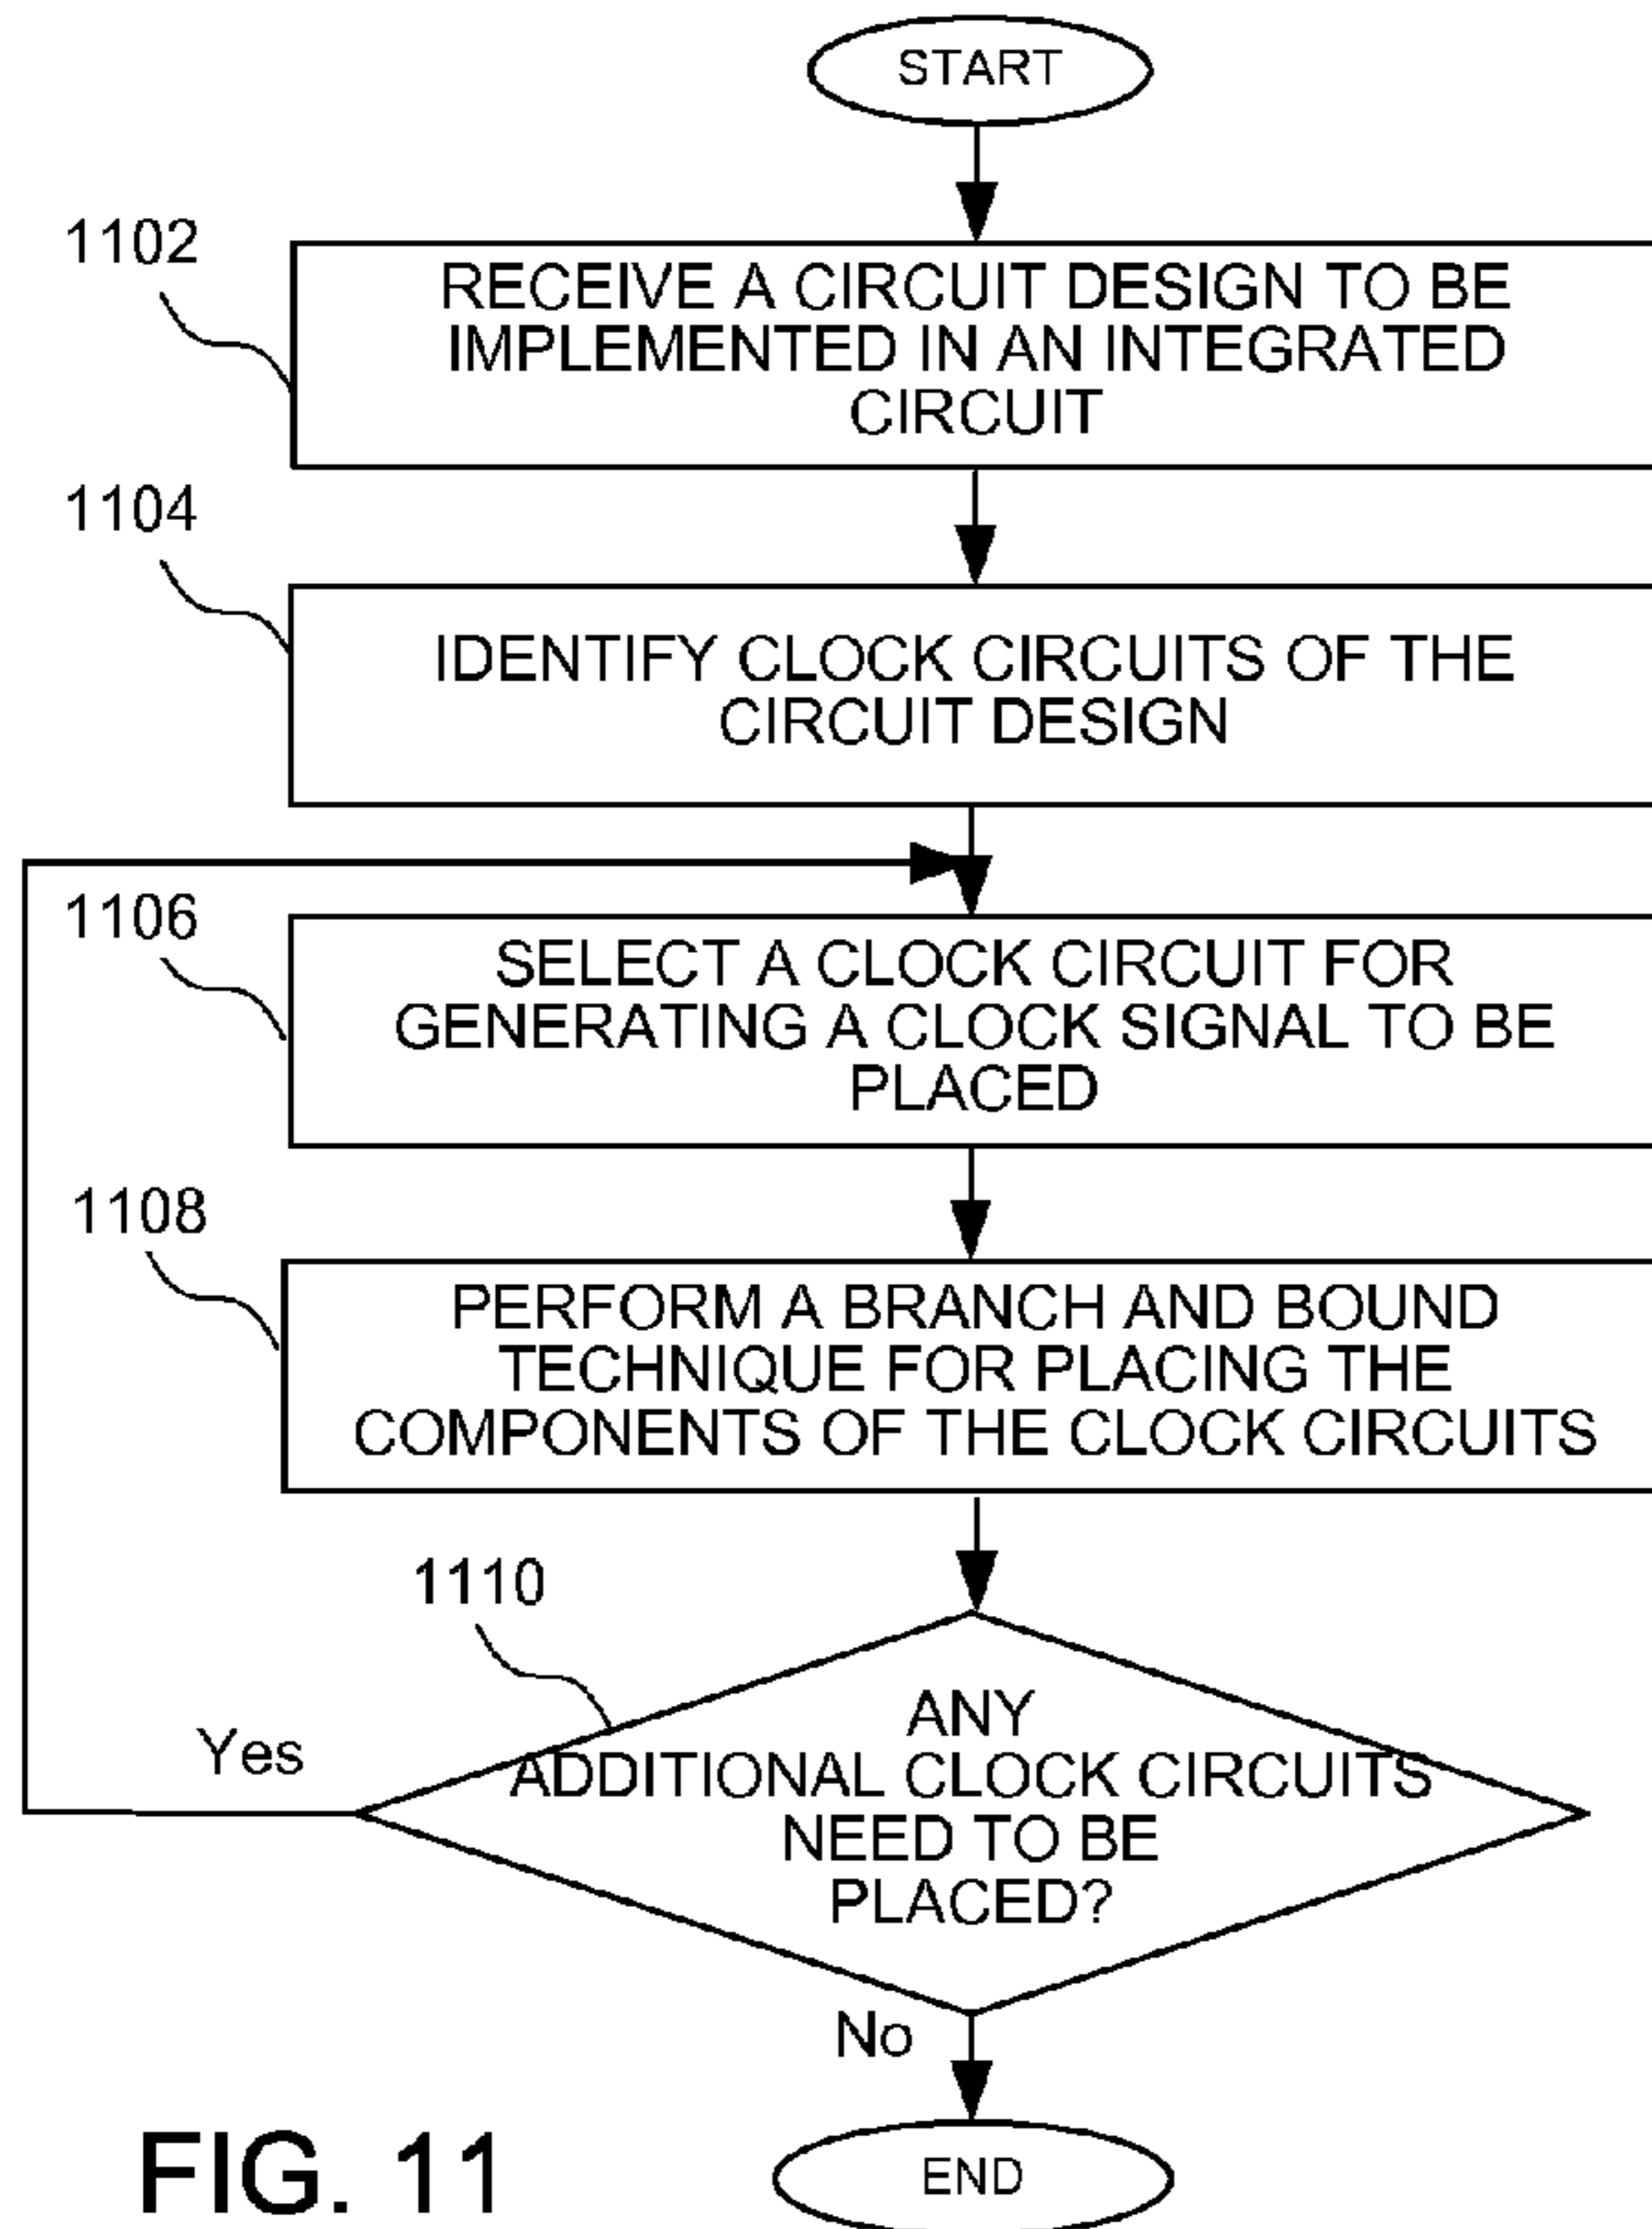 START
1102
RECEIVE A CIRCUIT DESIGN TO BE
IMPLEMENTED IN AN INTEGRATED
CIRCUIT
1104
IDENTIFY CLOCK CIRCUITS OF THE
CIRCUIT DESIGN
1106
SELECT A CLOCK CIRCUIT FOR
GENERATING A CLOCK SIGNAL TO BE
PLACED
1108
PERFORM A BRANCH AND BOUND
TECHNIQUE FOR PLACING THE
COMPONENTS OF THE CLOCK CIRCUITS
1110
ANY
ADDITIONAL CLOCK CIRCUITS
NEED TO BE
PLACED?
Yes
No
END
FIG. 11